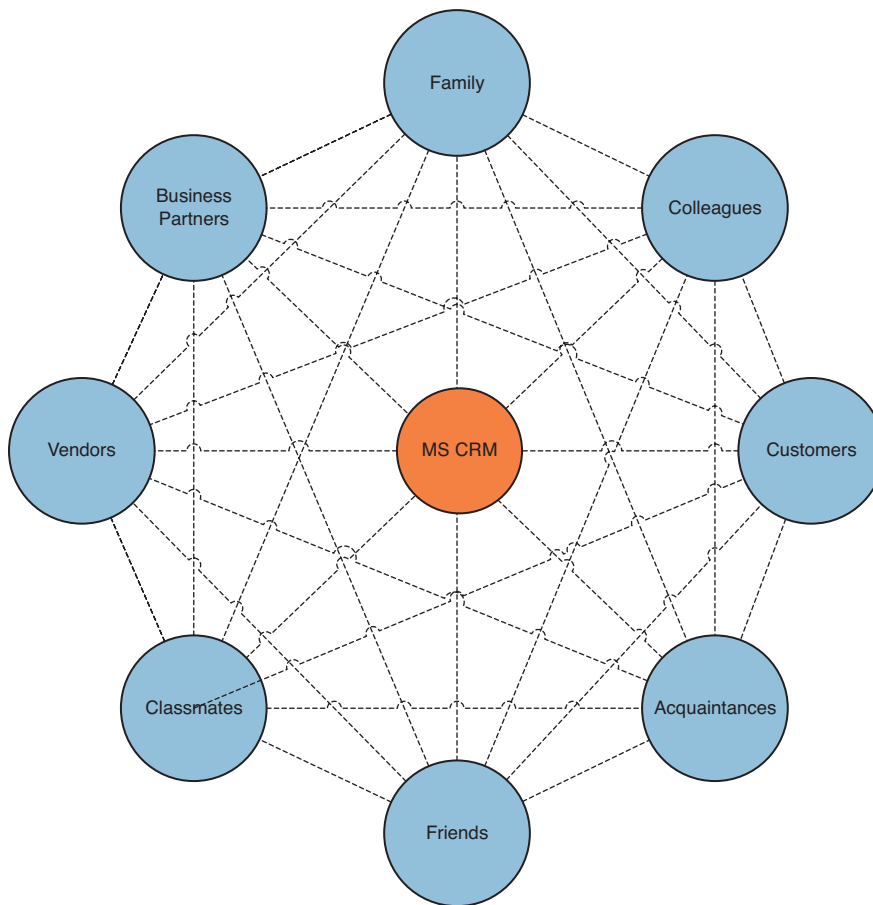 Family
Business
Partners
Colleagues
Vendors
MS CRM
Customers
Classmates
Acquaintances
Friends